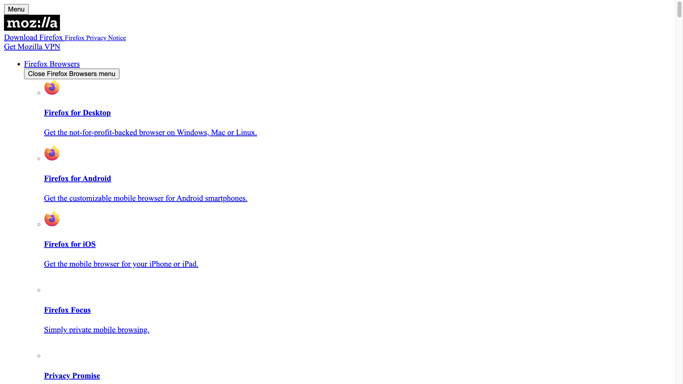 Menu
moz://a
Download Firefox Firefox Privacy Notice
Get Mozilla VPN
Firefox Browsers
Close Firefox Browsers menu
Firefox for Desktop
Get the not-for-profit-backed browser on Windows, Mac or Linux.
Firefox for Android
Get the customizable mobile browser for Android smartphones.
Firefox for iOS
Get the mobile browser for your iPhone or iPad.
Firefox Focus
Simply private mobile browsing.
Privacy Promise